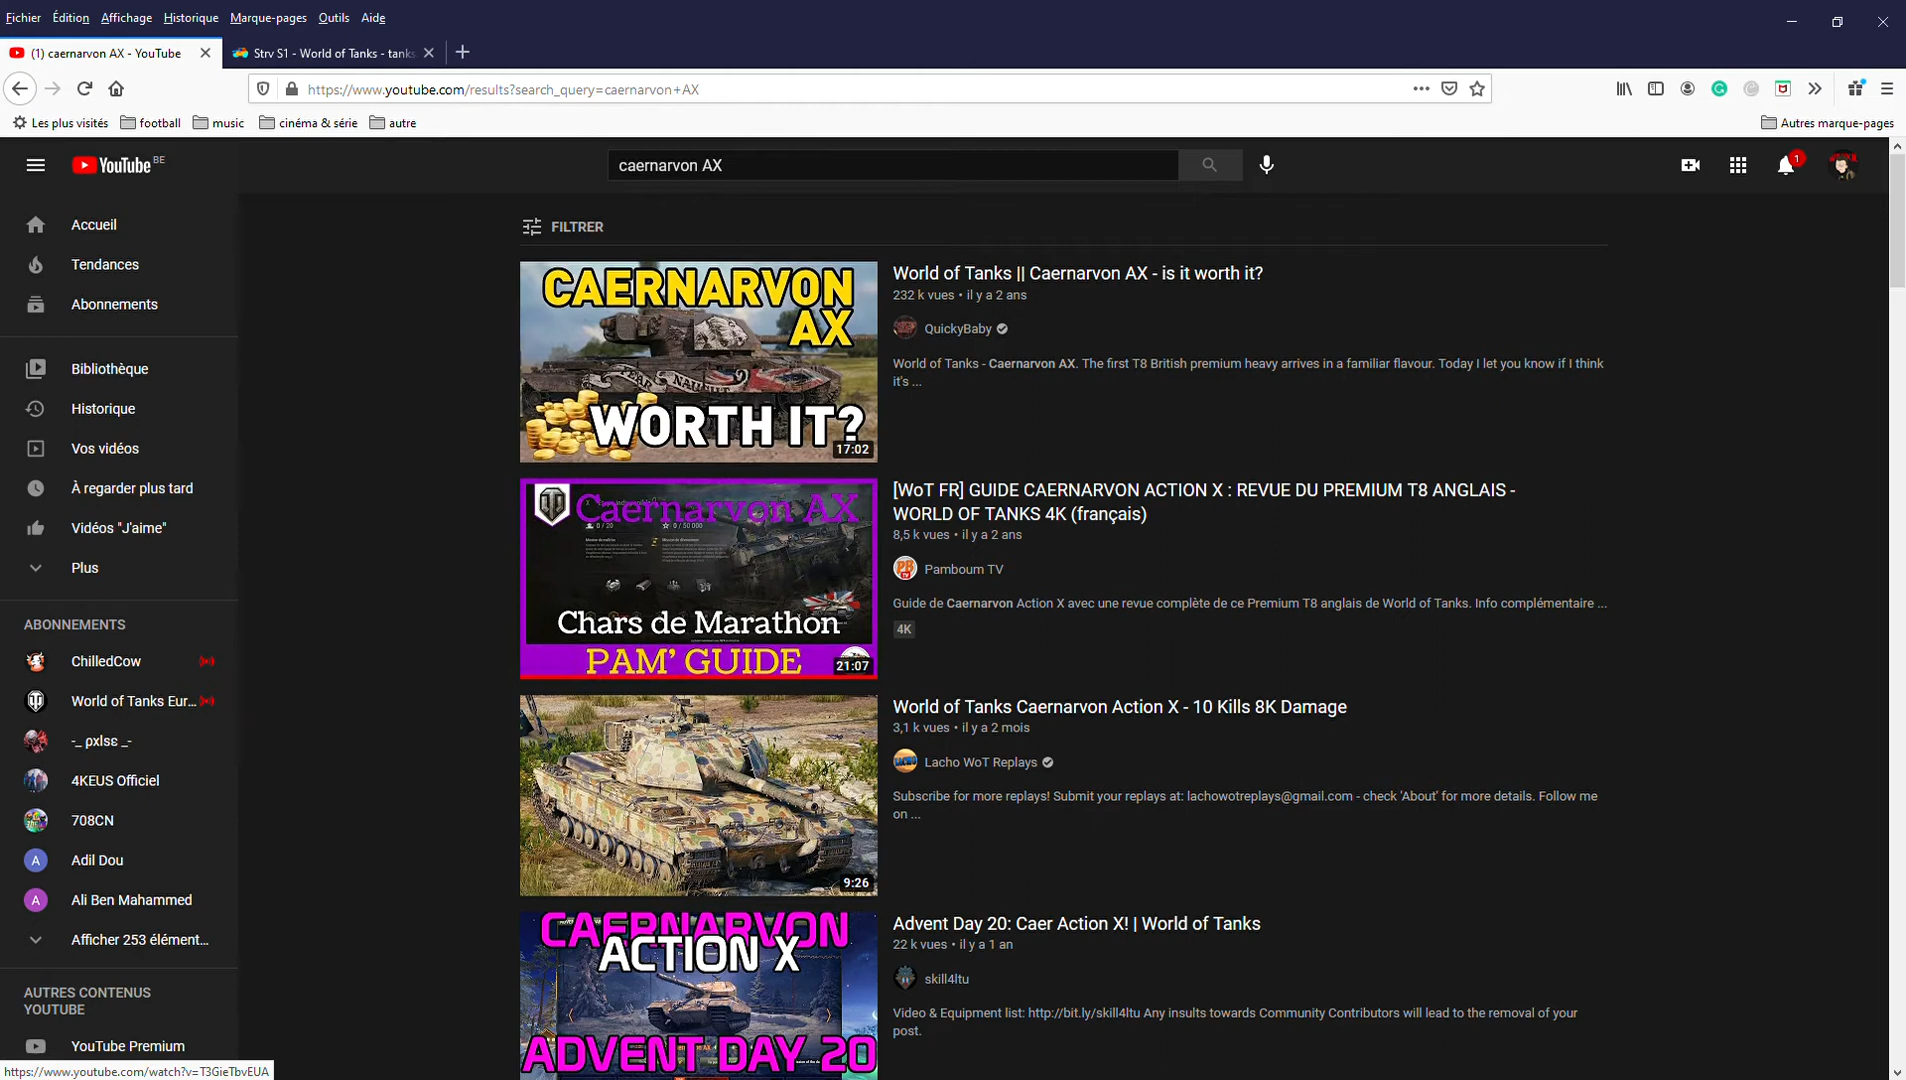 Fichier Édition Affichage Historique Marque-pages Outils Aide
(1) caernarvon AX - YouTube
Strv S1 - World of Tanks - tanks
https://www.youtube.com/results?search_query=caernarvon+AX
Les plus visités football music cinéma & série autre Autres marque-pages
YouTube BE
caernarvon AX
1
Accueil
Tendances
Abonnements
Bibliothèque
Historique
Vos vidéos
À regarder plus tard
Vidéos "J'aime"
Plus
ABONNEMENTS
ChilledCow
World of Tanks Eur...
-_ ρxlsε _-
4KEUS Officiel
708CN
A Adil Dou
A Ali Ben Mahammed
Afficher 253 élément...
AUTRES CONTENUS
YOUTUBE
YouTube Premium
https://www.youtube.com/watch?v=T3GieTbvEUA
FILTRER
CAERNARVON
AX
FEAR NAUGHT
WORTH IT?
17:02
World of Tanks || Caernarvon AX - is it worth it?
232 k vues • il y a 2 ans
QuickyBaby
World of Tanks - Caernarvon AX. The first T8 British premium heavy arrives in a familiar flavour. Today I let you know if I think
it's ...
Caernarvon AX
0 / 20 0 / 50 000
Chars de Marathon
PAM' GUIDE
21:07
[WoT FR] GUIDE CAERNARVON ACTION X : REVUE DU PREMIUM T8 ANGLAIS -
WORLD OF TANKS 4K (français)
8,5 k vues • il y a 2 ans
Pamboum TV
Guide de Caernarvon Action X avec une revue complète de ce Premium T8 anglais de World of Tanks. Info complémentaire ...
4K
9:26
World of Tanks Caernarvon Action X - 10 Kills 8K Damage
3,1 k vues • il y a 2 mois
Lacho WoT Replays
Subscribe for more replays! Submit your replays at: lachowotreplays@gmail.com - check 'About' for more details. Follow me
on ...
CAERNARVON
ACTION X
ADVENT DAY 20
Advent Day 20: Caer Action X! | World of Tanks
22 k vues • il y a 1 an
skill4ltu
Video & Equipment list: http://bit.ly/skill4ltu Any insults towards Community Contributors will lead to the removal of your
post.